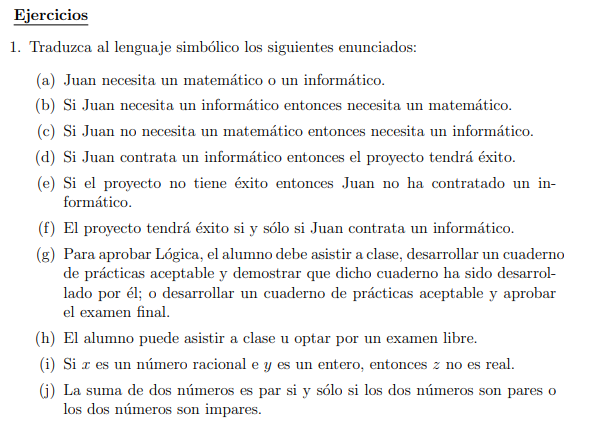 Ejercicios
1. Traduzca al lenguaje simbólico los siguientes enunciados:
(a) Juan necesita un matemático o un informático.
(b) Si Juan necesita un informático entonces necesita un matemático.
(c) Si Juan no necesita un matemático entonces necesita un informático.
(d) Si Juan contrata un informático entonces el proyecto tendrá éxito.
(e) Si el proyecto no tiene éxito entonces Juan no ha contratado un in-
formático.
(f) El proyecto tendrá éxito si y sólo si Juan contrata un informático.
(g) Para aprobar Lógica, el alumno debe asistir a clase, desarrollar un cuaderno
de prácticas aceptable y demostrar que dicho cuaderno ha sido desarrol-
lado por él; o desarrollar un cuaderno de prácticas aceptable y aprobar
el examen final.
(h) El alumno puede asistir a clase u optar por un examen libre.
(i) Si x es un número racional e y es un entero, entonces z no es real.
(j) La suma de dos números es par si y sólo si los dos números son pares o
los dos números son impares.